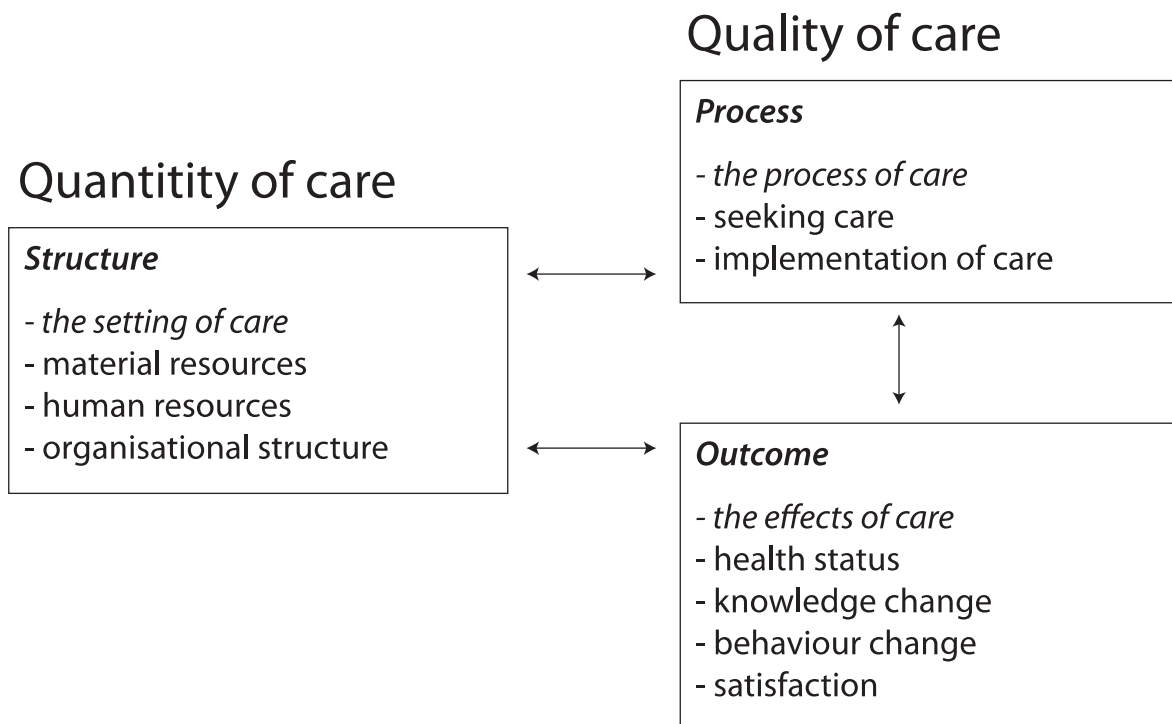 Quantitity of care
Structure
- the setting of care
- material resources
- human resources
- organisational structure
Quality of care
Process
- the process of care
- seeking care
- implementation of care
Outcome
- the effects of care
- health status
- knowledge change
- behaviour change
- satisfaction